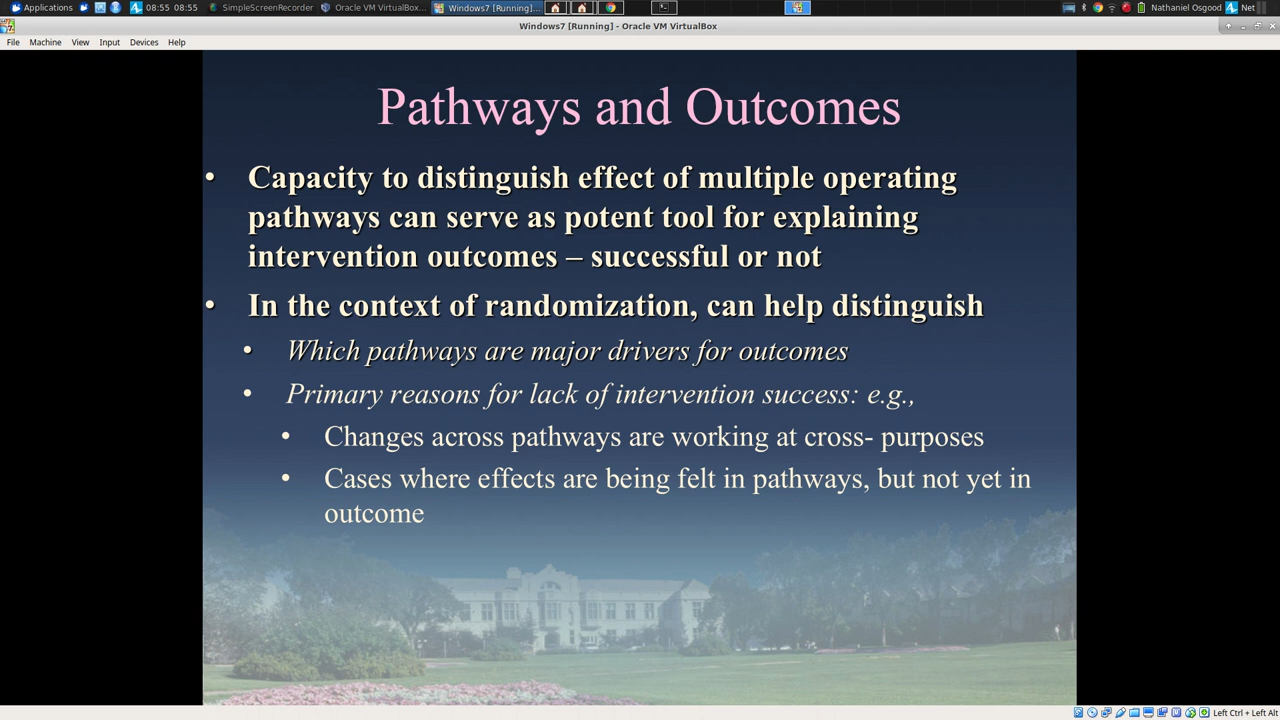 Applications 08:55 08:55 SimpleScreenRecorder Oracle VM VirtualBox... Windows7 [Running]... Nathaniel Osgood Net
Windows7 [Running] - Oracle VM VirtualBox
File Machine View Input Devices Help
Pathways and Outcomes
• Capacity to distinguish effect of multiple operating
pathways can serve as potent tool for explaining
intervention outcomes – successful or not
• In the context of randomization, can help distinguish
• Which pathways are major drivers for outcomes
• Primary reasons for lack of intervention success: e.g.,
• Changes across pathways are working at cross- purposes
• Cases where effects are being felt in pathways, but not yet in
outcome
Left Ctrl + Left Alt